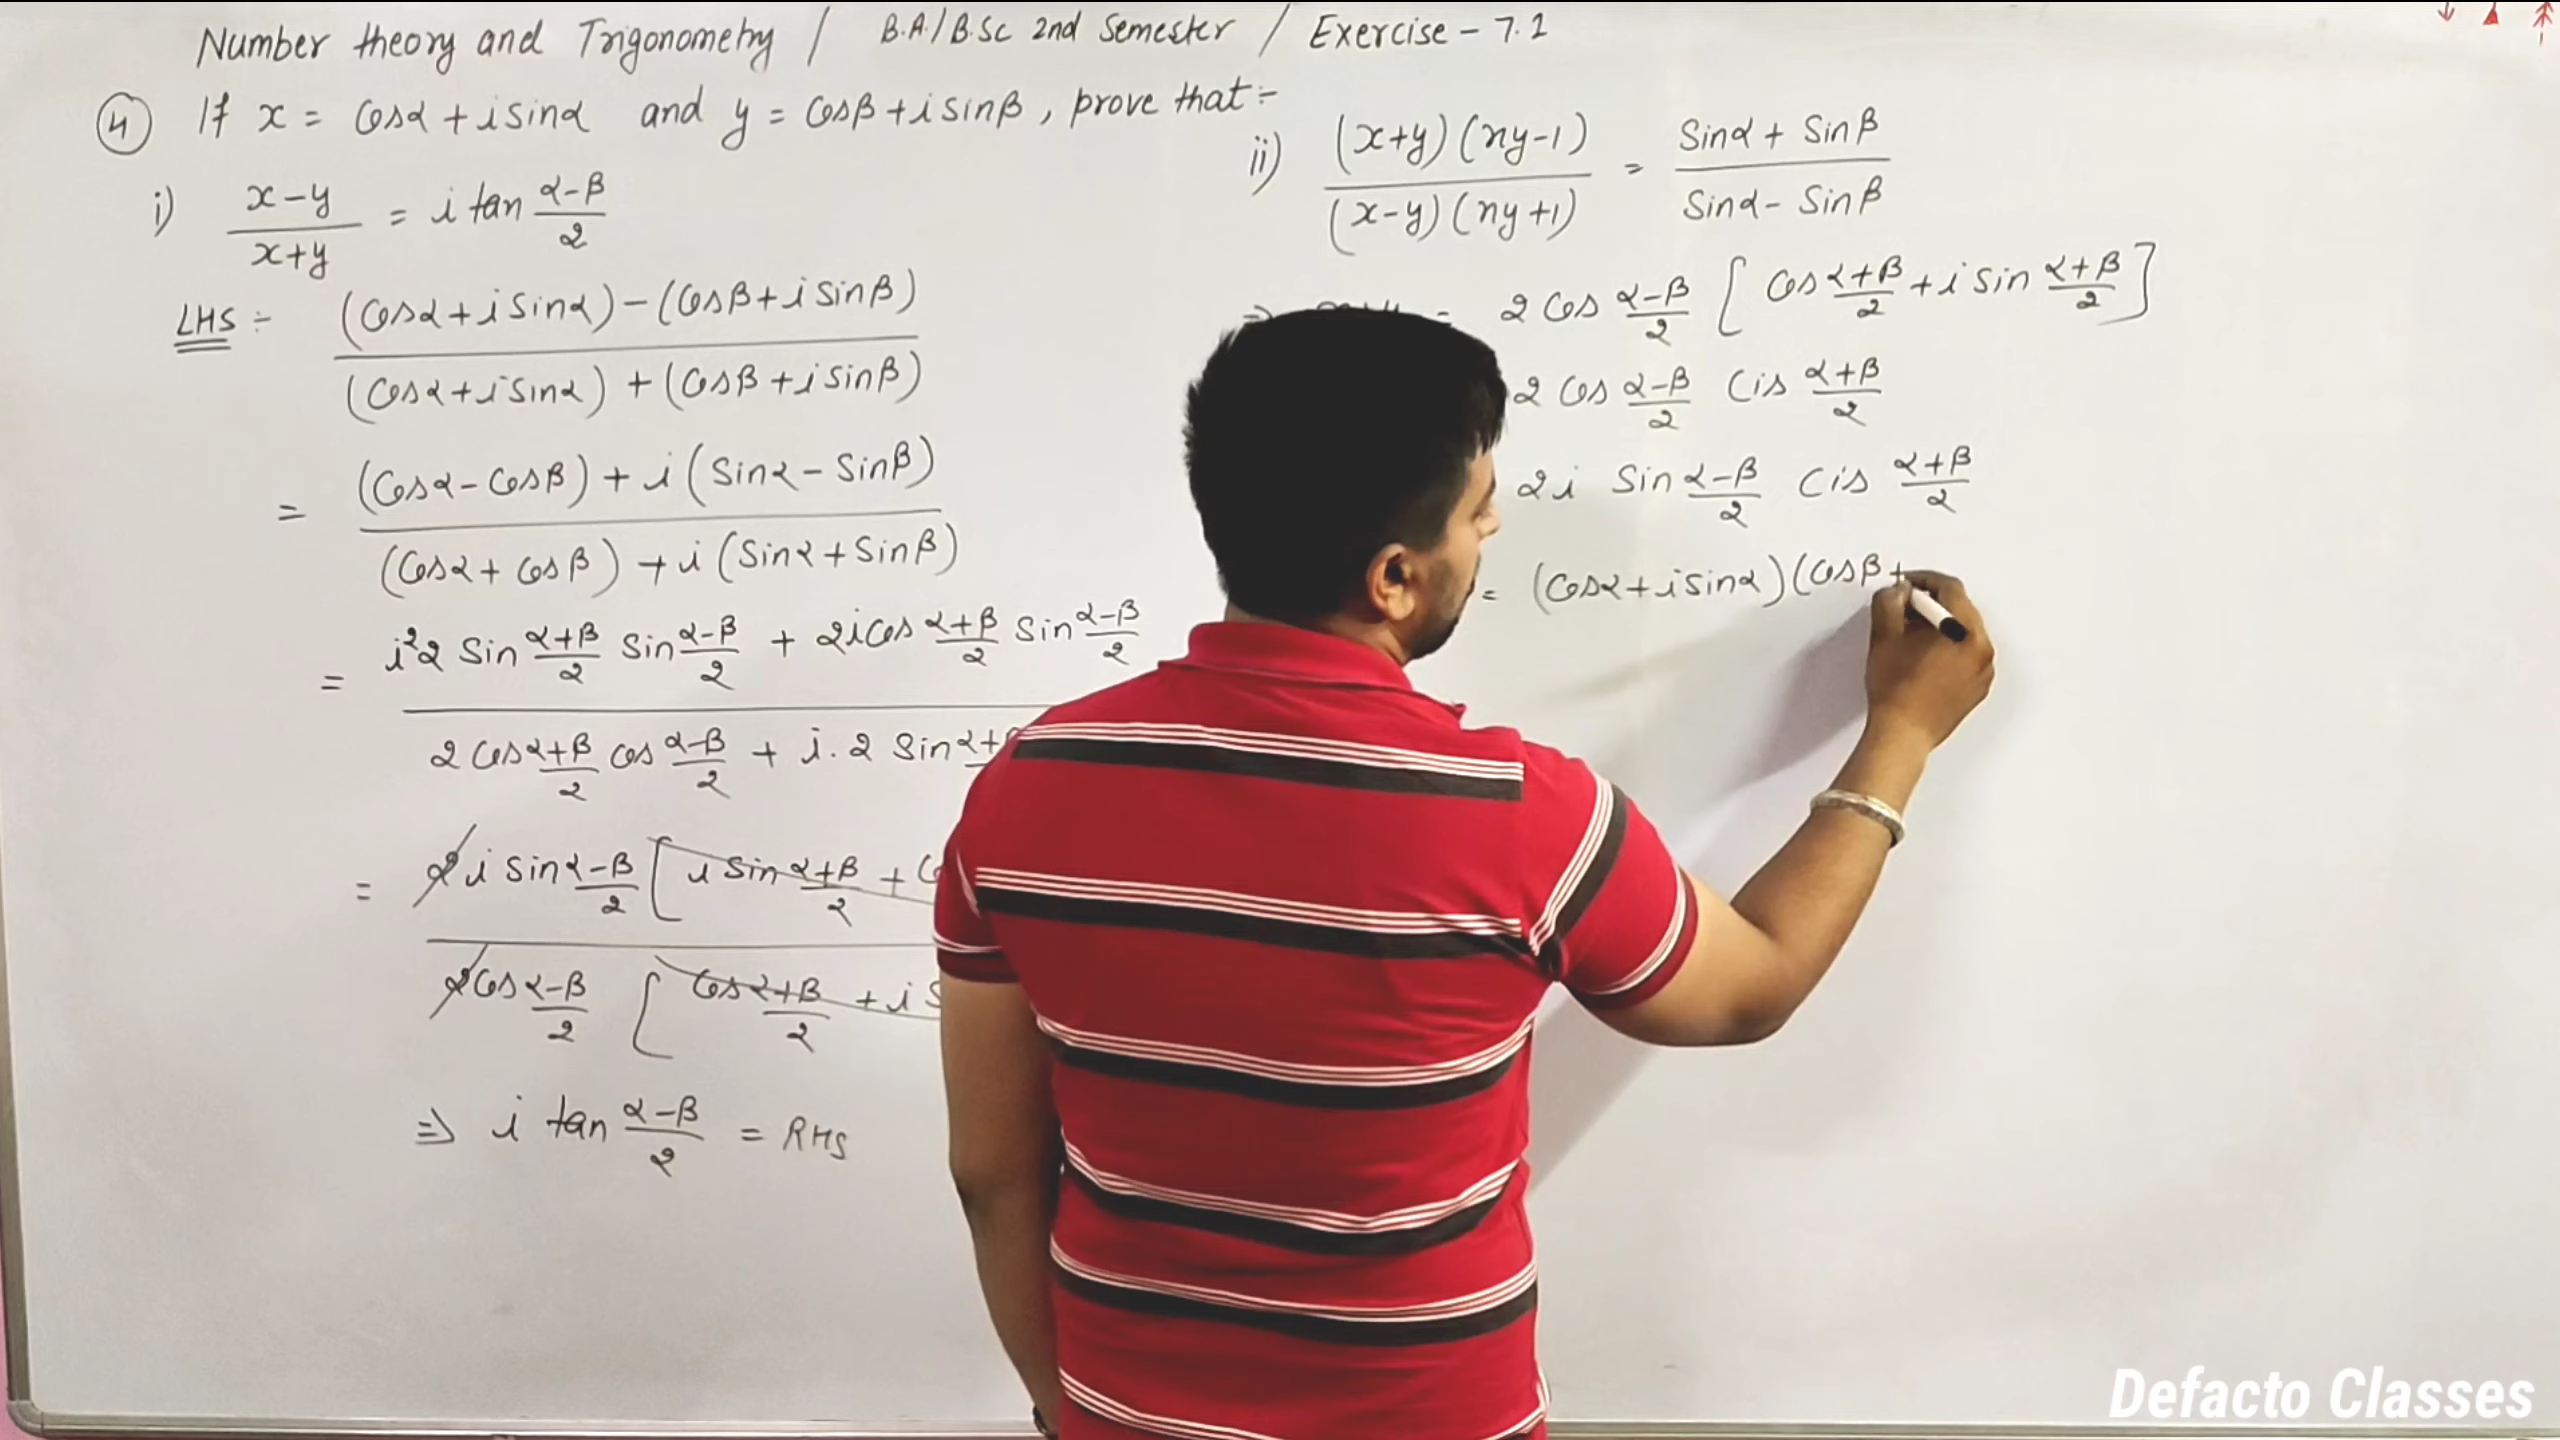 Number theory and Trigonometry / B.A./B.Sc 2nd Semester / Exercise - 7.1
④ If x = Cosα + i Sinα and y = Cosβ + i Sinβ, prove that :-
i) (x-y)/(x+y) = i tan (α-β)/2
LHS :- ((Cosα + i Sinα) - (Cosβ + i Sinβ))/((Cosα + i Sinα) + (Cosβ + i Sinβ))
= ((Cosα - Cosβ) + i (Sinα - Sinβ))/((Cosα + Cosβ) + i (Sinα + Sinβ))
= i²2 Sin (α+β)/2 Sin (α-β)/2 + 2i Cos (α+β)/2 Sin (α-β)/2
2 Cos (α+β)/2 Cos (α-β)/2 + i. 2 Sin α+
= 2 i Sin (α-β)/2 [ i Sin (α+β)/2 +
2 Cos (α-β)/2 [ Cos (α+β)/2 + i
⇒ i tan (α-β)/2 = RHS
ii) ((x+y)(xy-1))/((x-y)(xy+1)) = (Sinα + Sinβ)/(Sinα - Sinβ)
= 2 Cos (α-β)/2 [ Cos (α+β)/2 + i Sin (α+β)/2 ]
2 Cos (α-β)/2 Cis (α+β)/2
2i Sin (α-β)/2 Cis (α+β)/2
= (Cosα + i Sinα)(Cosβ +
Defacto Classes